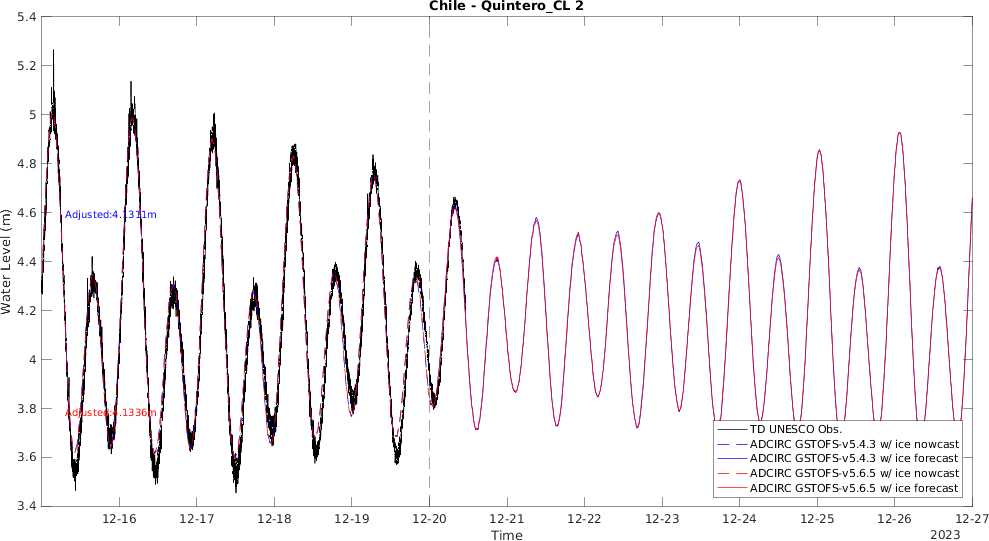 Chile - Quintero_CL 2
5.4
5.2
5
4.8
4.6
4.4
4.2
4
3.8
3.6
3.4
Water Level (m)
Adjusted:4.1311m
Adjusted:4.1336m
TD UNESCO Obs.
ADCIRC GSTOFS-v5.4.3 w/ ice nowcast
ADCIRC GSTOFS-v5.4.3 w/ ice forecast
ADCIRC GSTOFS-v5.6.5 w/ ice nowcast
ADCIRC GSTOFS-v5.6.5 w/ ice forecast
12-16 12-17 12-18 12-19 12-20 12-21 12-22 12-23 12-24 12-25 12-26 12-27
Time
2023